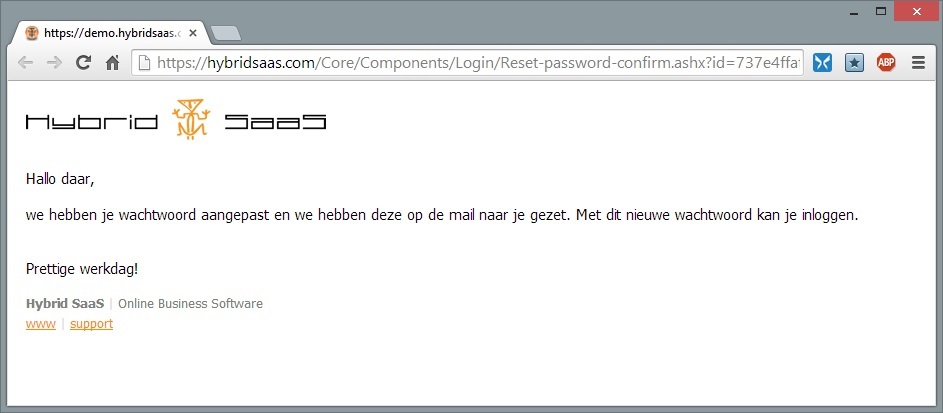 https://demo.hybridsaas.c
https://hybridsaas.com/Core/Components/Login/Reset-password-confirm.ashx?id=737e4ffa
ABP
Hybrid SaaS
Hallo daar,
we hebben je wachtwoord aangepast en we hebben deze op de mail naar je gezet. Met dit nieuwe wachtwoord kan je inloggen.
Prettige werkdag!
Hybrid SaaS | Online Business Software
www | support